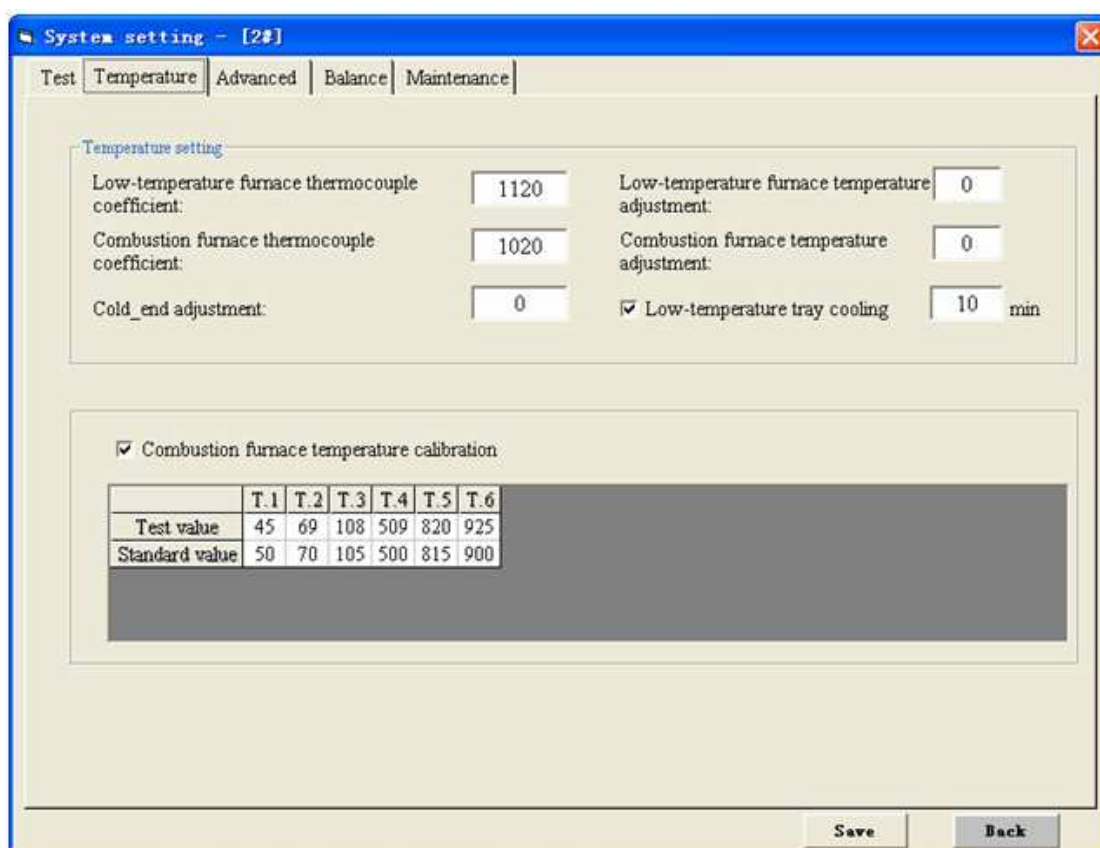 System setting - [2#]
Test Temperature Advanced Balance Maintenance
Temperature setting
Low-temperature furnace thermocouple
coefficient:
1120
Low-temperature furnace temperature
adjustment:
0
Combustion furnace thermocouple
coefficient:
1020
Combustion furnace temperature
adjustment:
0
Cold_end adjustment:
0
Low-temperature tray cooling
10 min
Combustion furnace temperature calibration
T.1 T.2 T.3 T.4 T.5 T.6
Test value 45 69 108 509 820 925
Standard value 50 70 105 500 815 900
Save Back